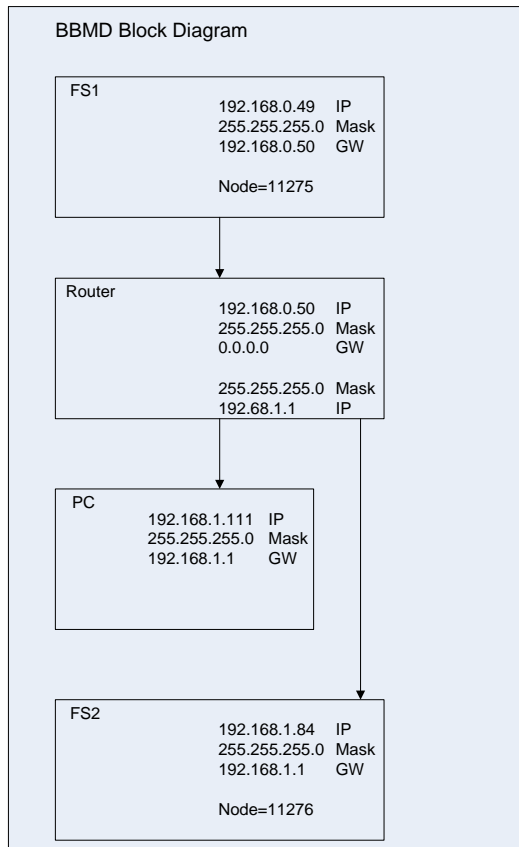 BBMD Block Diagram
FS1
192.168.0.49 IP
255.255.255.0 Mask
192.168.0.50 GW
Node=11275
Router
192.168.0.50 IP
255.255.255.0 Mask
0.0.0.0 GW
255.255.255.0 Mask
192.68.1.1 IP
PC
192.168.1.111 IP
255.255.255.0 Mask
192.168.1.1 GW
FS2
192.168.1.84 IP
255.255.255.0 Mask
192.168.1.1 GW
Node=11276